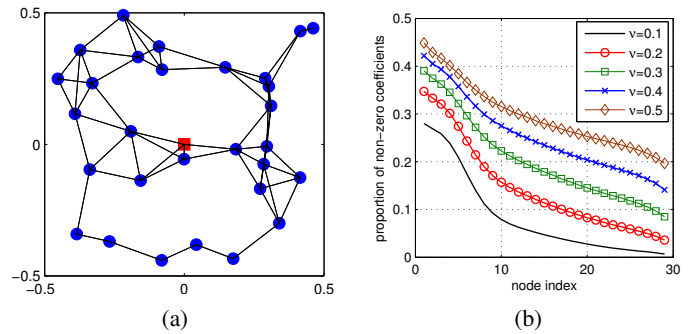 0.5
0
−0.5
−0.5 0 0.5
(a)
proportion of non−zero coefficients
0.5
0.4
0.3
0.2
0.1
0
0 10 20 30
node index
ν=0.1
ν=0.2
ν=0.3
ν=0.4
ν=0.5
(b)